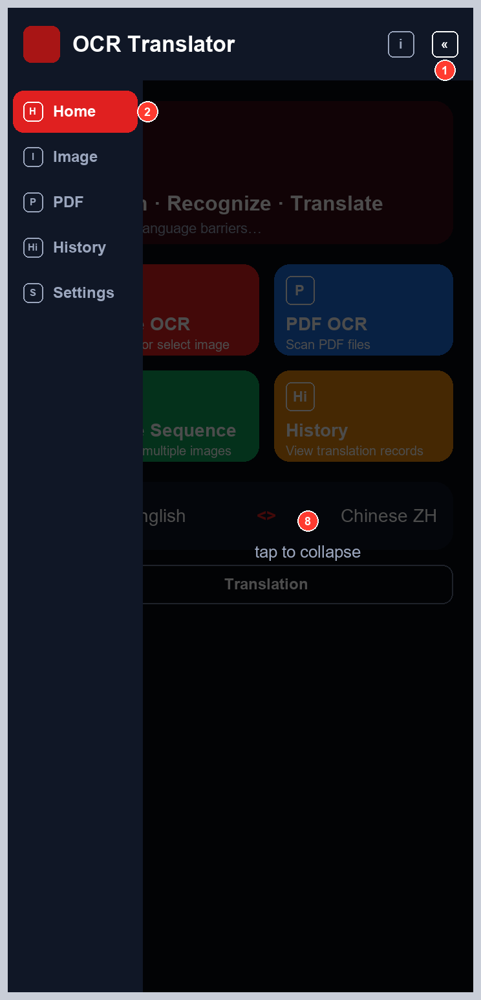 OCR Translator
i
«
1
H Home 2
I Image
P PDF
Hi History
S Settings
· Recognize · Translate
anguage barriers…
OCR
or select image
P
PDF OCR
Scan PDF files
Sequence
multiple images
Hi
History
View translation records
nglish <> 8 Chinese ZH
tap to collapse
Translation